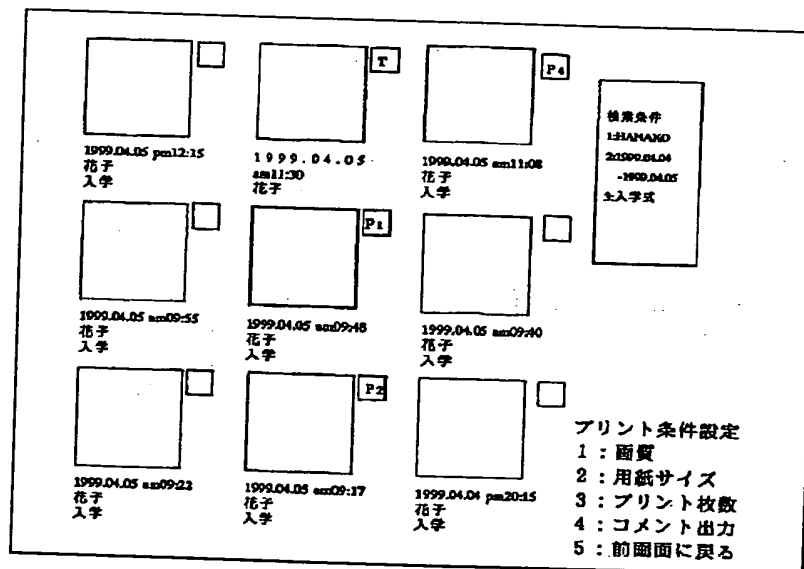 1999.04.05 pm12:15
花子
入学
T
1999.04.05
am11:30
花子
P4
1999.04.05 am11:08
花子
入学
検索条件
1:HANAKO
2:1999.04.04
-1999.04.05
3:入学式
1999.04.05 am09:55
花子
入学
P1
1999.04.05 am09:48
花子
入学
1999.04.05 am09:40
花子
入学
1999.04.05 am09:22
花子
入学
P2
1999.04.05 am09:17
花子
入学
1999.04.04 pm20:15
花子
入学
プリント条件設定
1:画質
2:用紙サイズ
3:プリント枚数
4:コメント出力
5:前画面に戻る